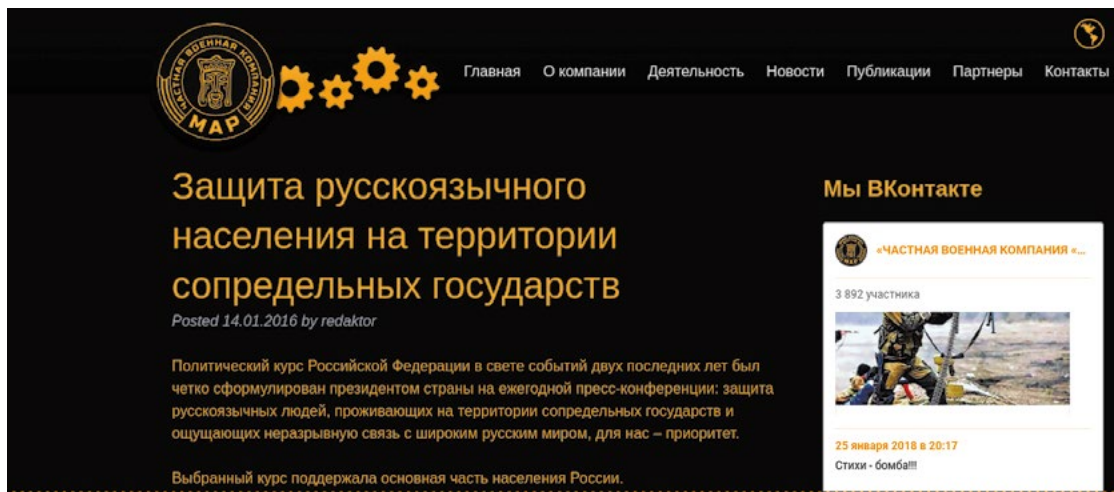 ЧАСТНАЯ ВОЕННАЯ КОМПАНИЯ
МАР
Главная О компании Деятельность Новости Публикации Партнеры Контакты
Защита русскоязычного
населения на территории
сопредельных государств
Posted 14.01.2016 by redaktor
Политический курс Российской Федерации в свете событий двух последних лет был
четко сформулирован президентом страны на ежегодной пресс-конференции: защита
русскоязычных людей, проживающих на территории сопредельных государств и
ощущающих неразрывную связь с широким русским миром, для нас – приоритет.
Выбранный курс поддержала основная часть населения России.
Мы ВКонтакте
«ЧАСТНАЯ ВОЕННАЯ КОМПАНИЯ «...
3 892 участника
25 января 2018 в 20:17
Стихи - бомба!!!